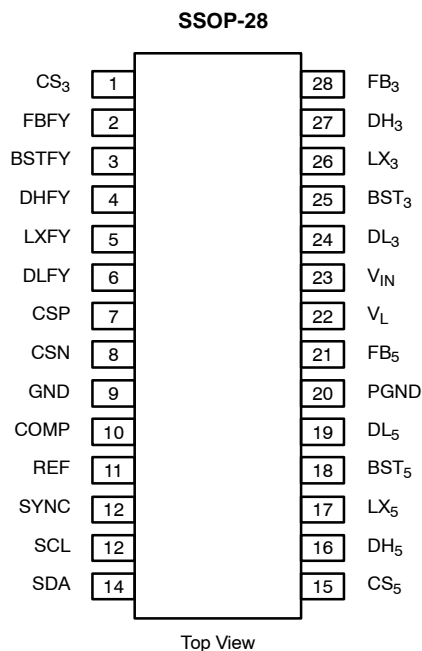 SSOP-28
CS3 1 28 FB3
FBFY 2 27 DH3
BSTFY 3 26 LX3
DHFY 4 25 BST3
LXFY 5 24 DL3
DLFY 6 23 VIN
CSP 7 22 VL
CSN 8 21 FB5
GND 9 20 PGND
COMP 10 19 DL5
REF 11 18 BST5
SYNC 12 17 LX5
SCL 12 16 DH5
SDA 14 15 CS5
Top View